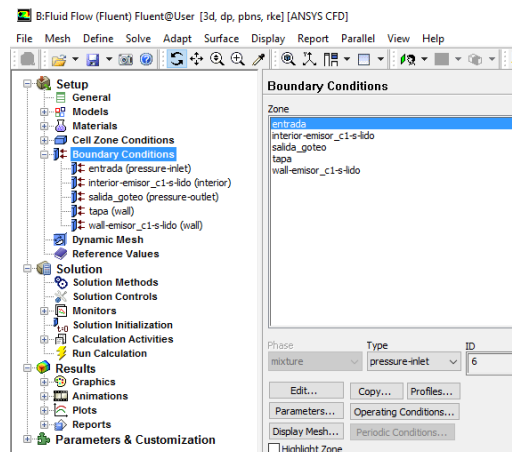 B:Fluid Flow (Fluent) Fluent@User [3d, dp, pbns, rke] [ANSYS CFD]
File Mesh Define Solve Adapt Surface Display Report Parallel View Help
Setup
General
Models
Materials
Cell Zone Conditions
Boundary Conditions
entrada (pressure-inlet)
interior-emisor_c1-s-lido (interior)
salida_goteo (pressure-outlet)
tapa (wall)
wall-emisor_c1-s-lido (wall)
Dynamic Mesh
Reference Values
Solution
Solution Methods
Solution Controls
Monitors
Solution Initialization
Calculation Activities
Run Calculation
Results
Graphics
Animations
Plots
Reports
Parameters & Customization
Boundary Conditions
Zone
entrada
interior-emisor_c1-s-lido
salida_goteo
tapa
wall-emisor_c1-s-lido
Phase Type ID
mixture pressure-inlet 6
Edit... Copy... Profiles...
Parameters... Operating Conditions...
Display Mesh... Periodic Conditions...
Highlight Zone